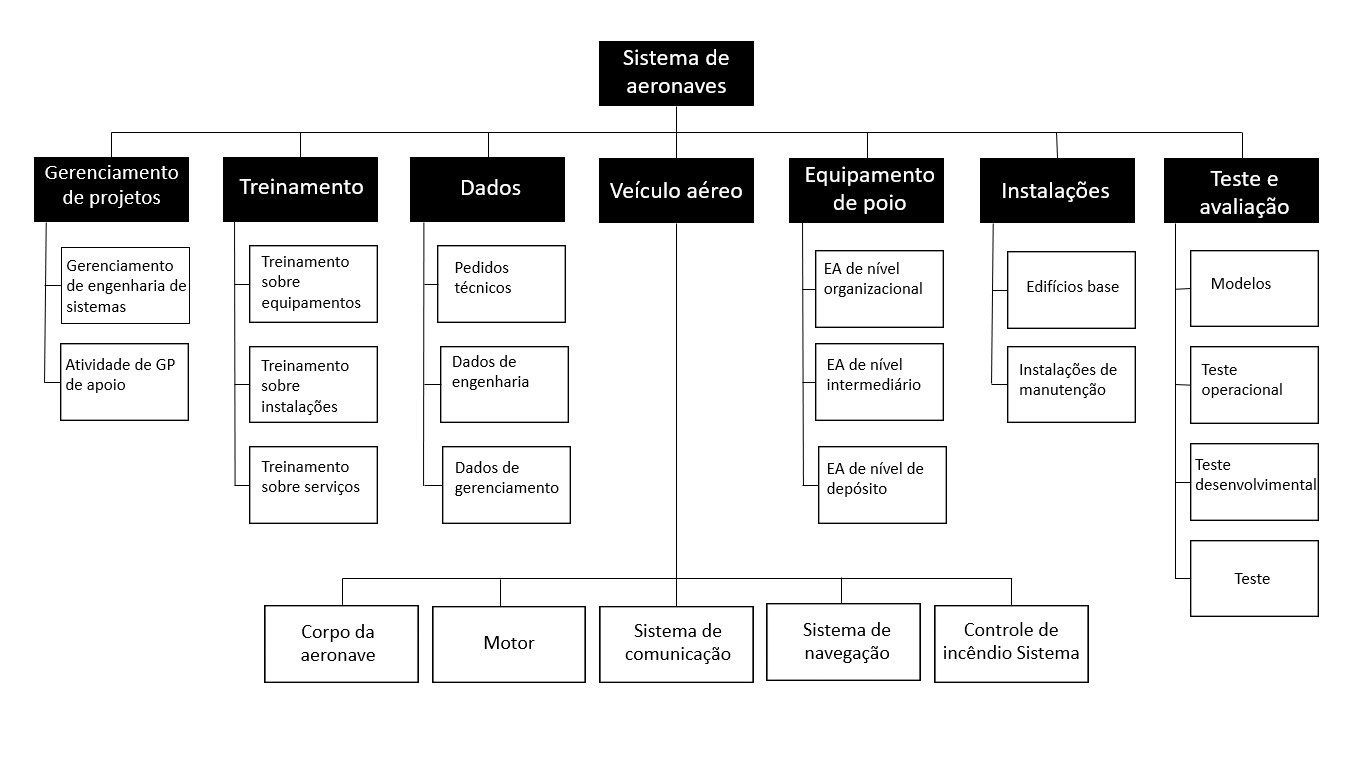 Sistema de
aeronaves
Gerenciamento
de projetos
Treinamento
Dados
Veículo aéreo
Equipamento
de poio
Instalações
Teste e
avaliação
Gerenciamento
de engenharia de
sistemas
Atividade de GP
de apoio
Treinamento
sobre
equipamentos
Treinamento
sobre
instalações
Treinamento
sobre serviços
Pedidos
técnicos
Dados de
engenharia
Dados de
gerenciamento
EA de nível
organizacional
EA de nível
intermediário
EA de nível de
depósito
Edifícios base
Instalações de
manutenção
Modelos
Teste
operacional
Teste
desenvolvimental
Teste
Corpo da
aeronave
Motor
Sistema de
comunicação
Sistema de
navegação
Controle de
incêndio Sistema